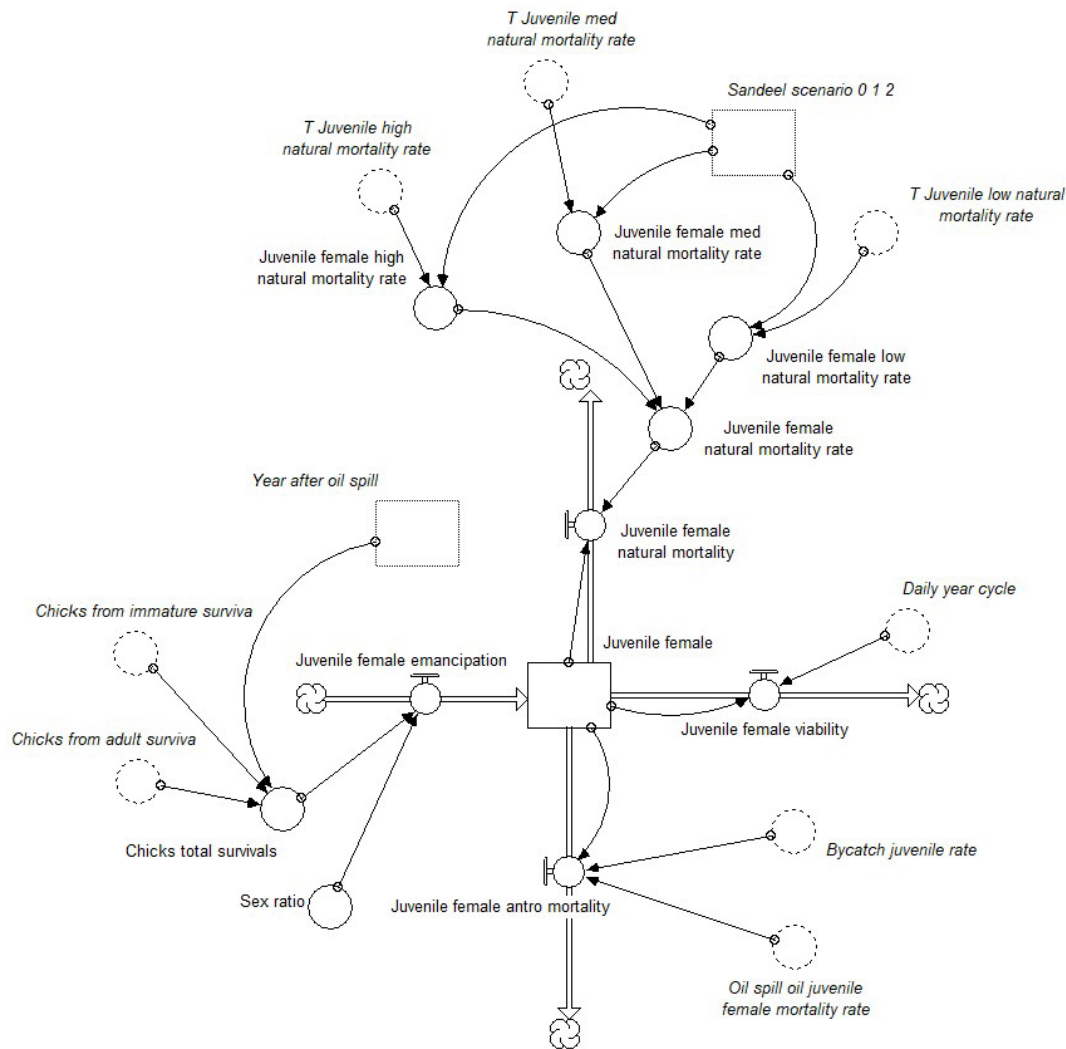 T Juvenile med
natural mortality rate
Sandeel scenario 0 1 2
T Juvenile high
natural mortality rate
T Juvenile low natural
mortality rate
Juvenile female med
natural mortality rate
Juvenile female high
natural mortality rate
Juvenile female low
natural mortality rate
Juvenile female
natural mortality rate
Year after oil spill
Juvenile female
natural mortality
Daily year cycle
Chicks from immature surviva
Juvenile female
Juvenile female emancipation
Chicks from adult surviva
Juvenile female viability
Chicks total survivals
Bycatch juvenile rate
Sex ratio
Juvenile female antro mortality
Oil spill oil juvenile
female mortality rate